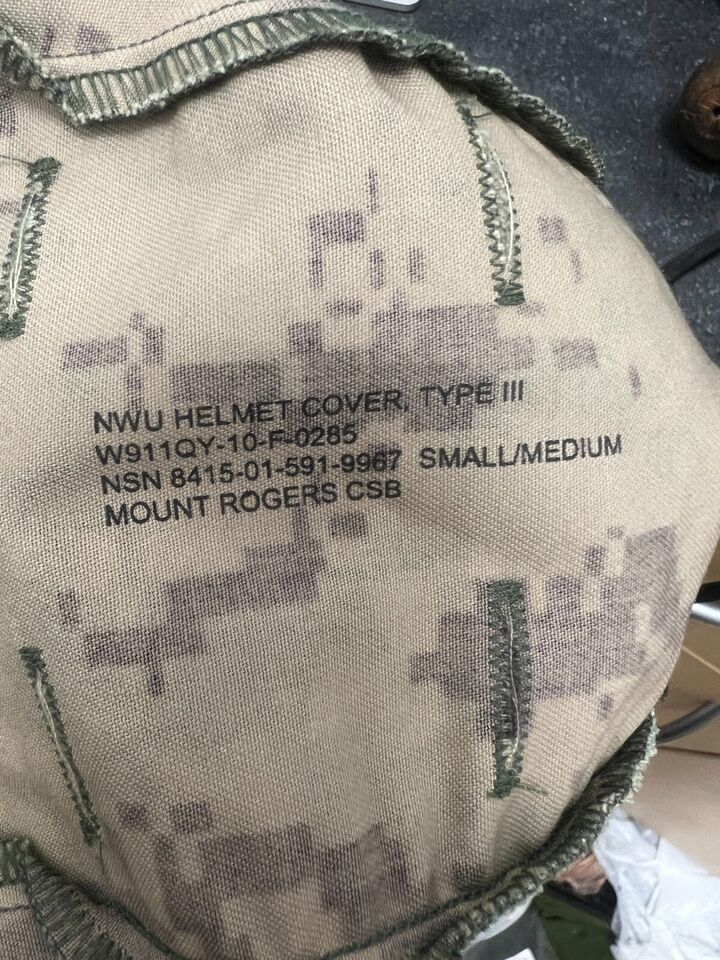 NWU HELMET COVER, TYPE III
W911QY-10-F-0285
NSN 8415-01-591-9967 SMALL/MEDIUM
MOUNT ROGERS CSB